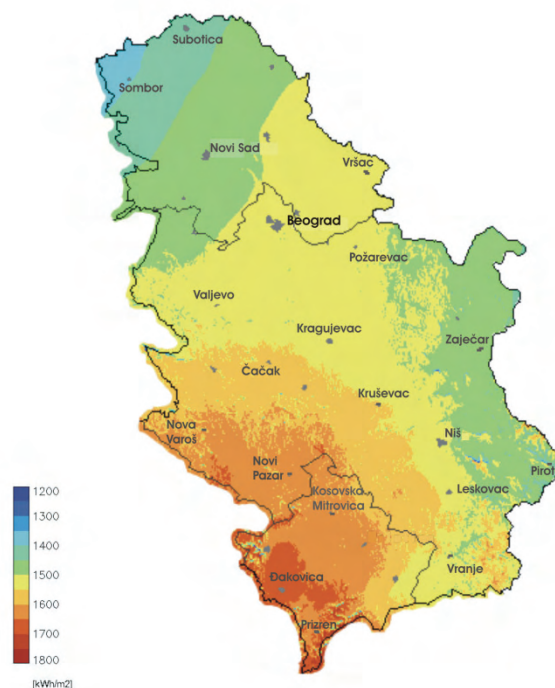 Subotica
Sombor
Novi Sad
Vršac
Beograd
Požarevac
Valjevo
Kragujevac
Zaječar
Čačak
Kruševac
Nova
Varoš
Niš
Novi
Pazar
Pirot
Kosovska
Mitrovica
Leskovac
Vranje
Đakovica
Prizren
1200
1300
1400
1500
1600
1700
1800
[kWh/m2]